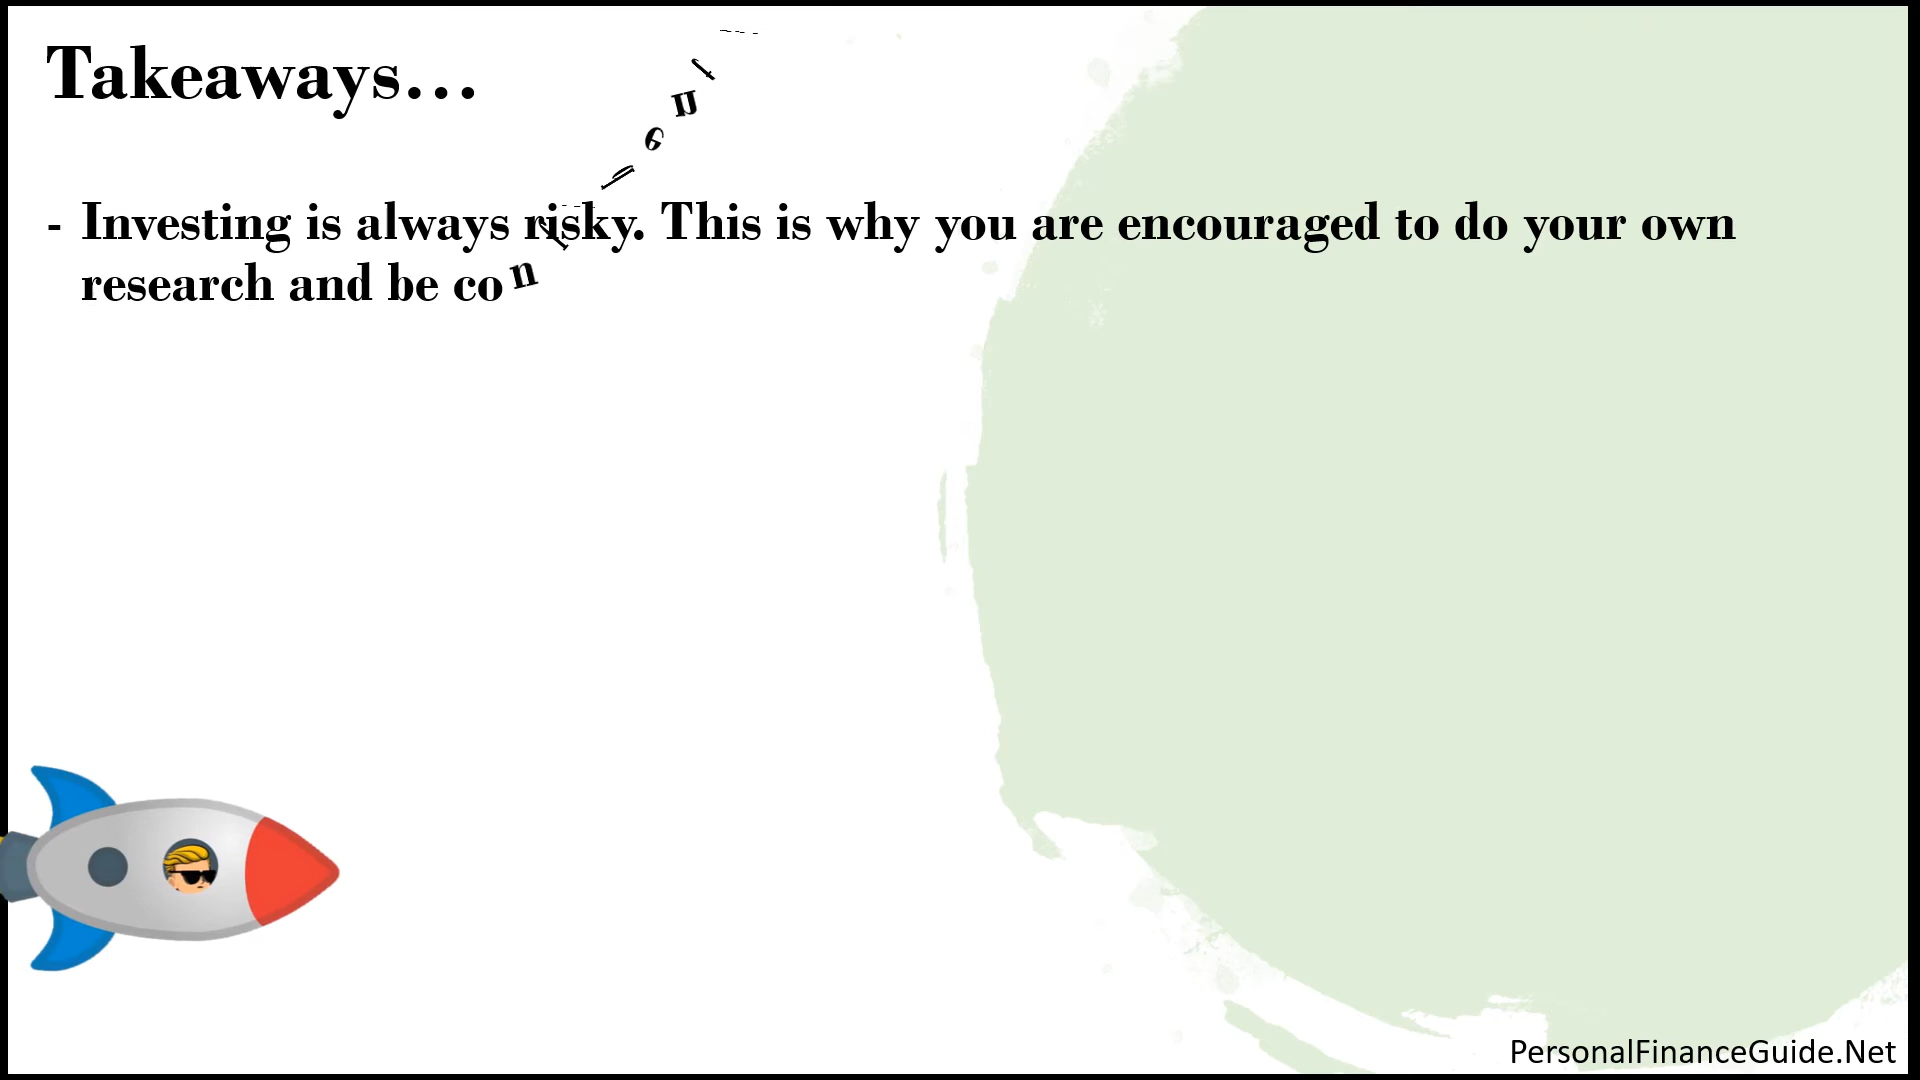 Takeaways…
- Investing is always risky. This is why you are encouraged to do your own
research and be con
PersonalFinanceGuide.Net